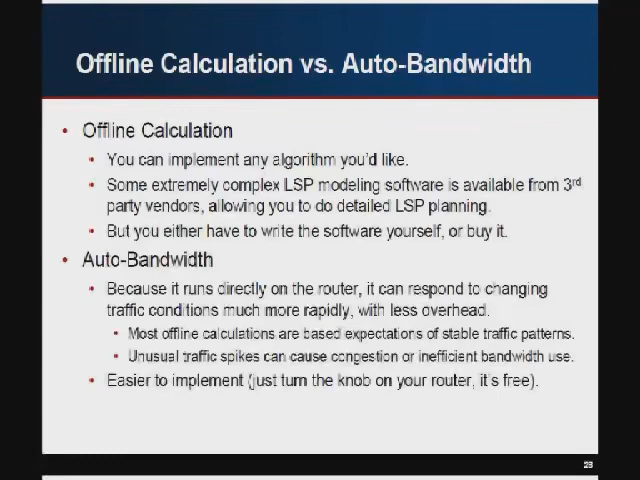 Offline Calculation vs. Auto-Bandwidth
• Offline Calculation
• You can implement any algorithm you'd like.
• Some extremely complex LSP modeling software is available from 3rd
party vendors, allowing you to do detailed LSP planning.
• But you either have to write the software yourself, or buy it.
• Auto-Bandwidth
• Because it runs directly on the router, it can respond to changing
traffic conditions much more rapidly, with less overhead.
• Most offline calculations are based expectations of stable traffic patterns.
• Unusual traffic spikes can cause congestion or inefficient bandwidth use.
• Easier to implement (just turn the knob on your router, it's free).
29